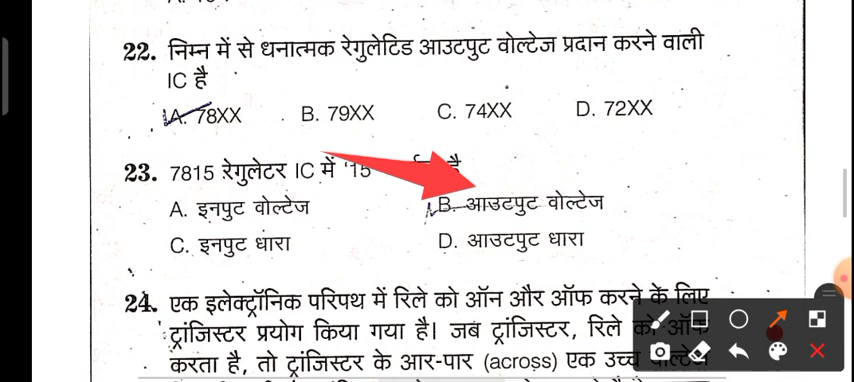 22. निम्न में से धनात्मक रेगुलेटिड आउटपुट वोल्टेज प्रदान करने वाली
IC है
A. 78XX B. 79XX C. 74XX D. 72XX
23. 7815 रेगुलेटर IC में '15 है
A. इनपुट वोल्टेज B. आउटपुट वोल्टेज
C. इनपुट धारा D. आउटपुट धारा
24. एक इलेक्ट्रॉनिक परिपथ में रिले को ऑन और ऑफ करने के लिए
ट्रांजिस्टर प्रयोग किया गया है। जब ट्रांजिस्टर, रिले को ऑफ
करता है, तो ट्रांजिस्टर के आर-पार (across) एक उच्च वोल्टेज